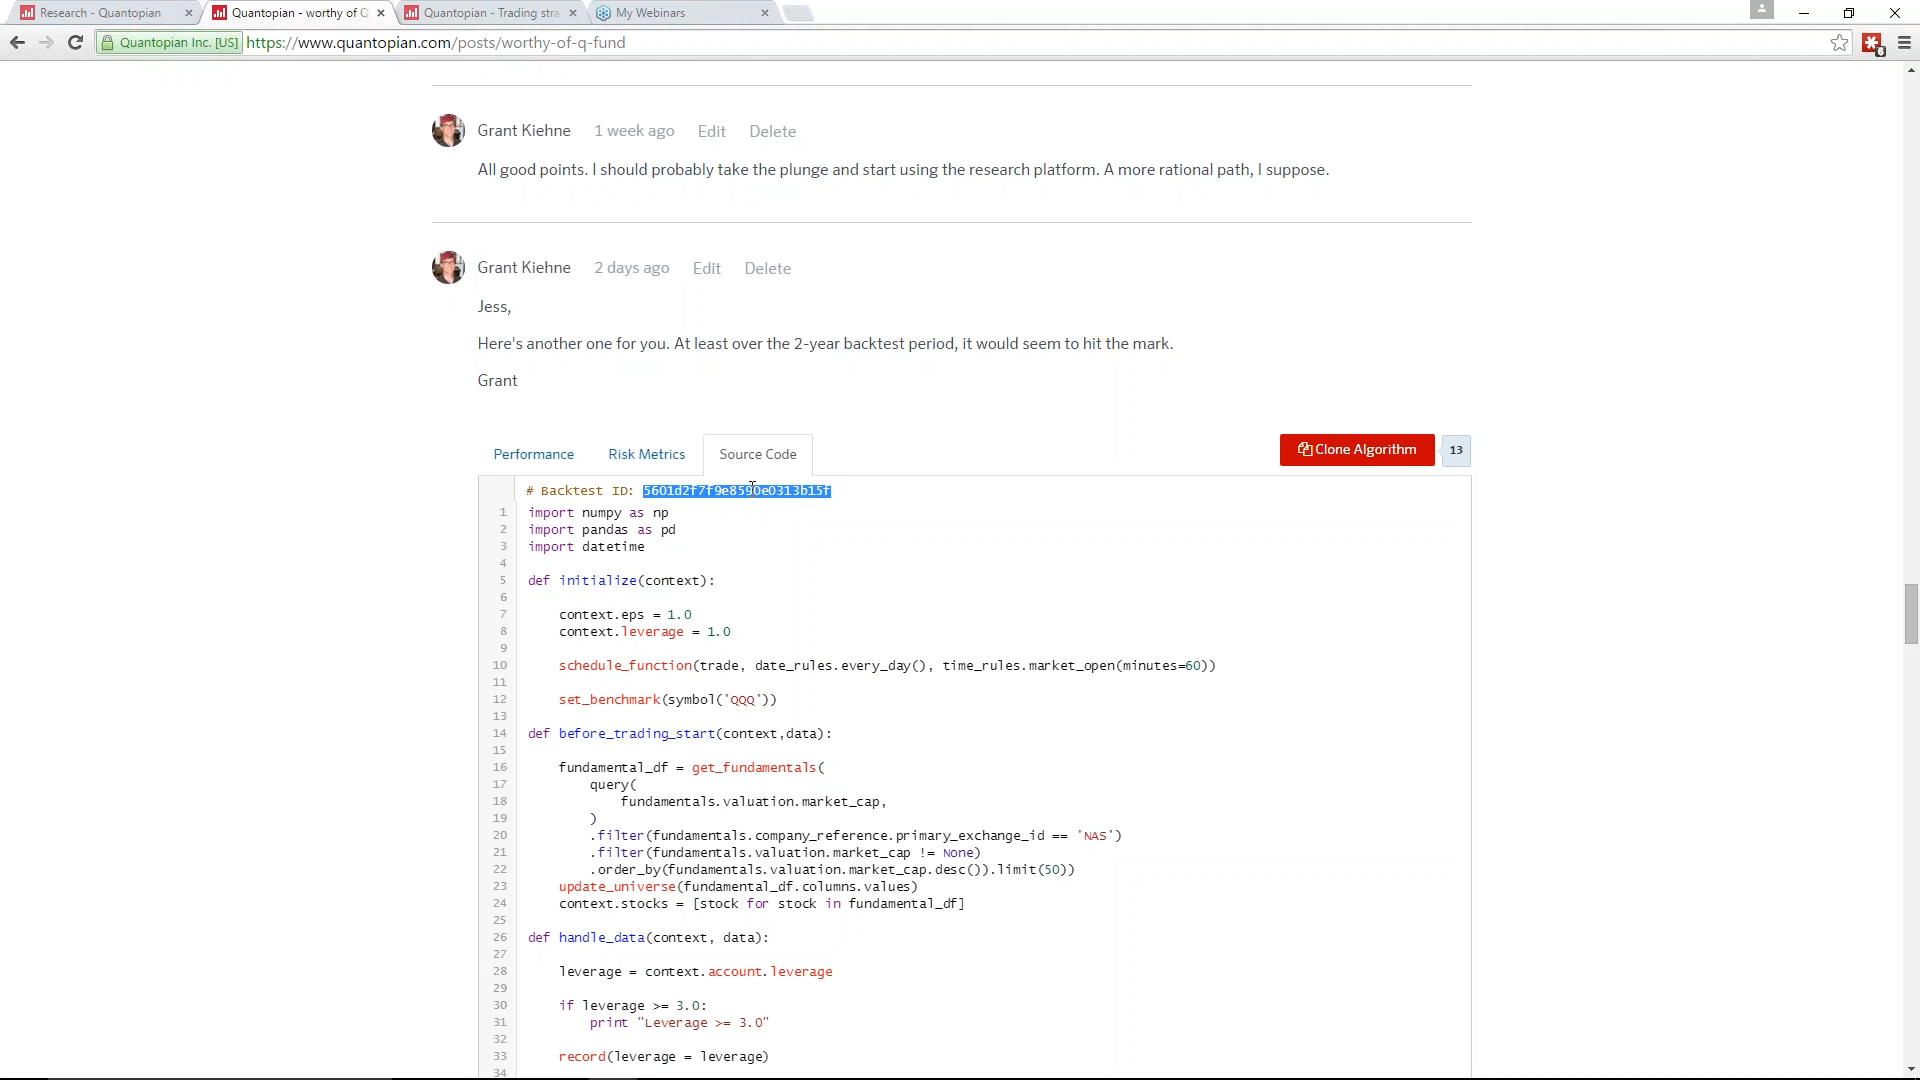 Research - Quantopian
Quantopian - worthy of Q
Quantopian - Trading stra
My Webinars
Quantopian Inc. [US]
https://www.quantopian.com/posts/worthy-of-q-fund
Grant Kiehne 1 week ago Edit Delete
All good points. I should probably take the plunge and start using the research platform. A more rational path, I suppose.
Grant Kiehne 2 days ago Edit Delete
Jess,
Here's another one for you. At least over the 2-year backtest period, it would seem to hit the mark.
Grant
Performance Risk Metrics Source Code Clone Algorithm 13
# Backtest ID: 5601d2f7f9e8590e0313b15f
1 import numpy as np
2 import pandas as pd
3 import datetime
4
5 def initialize(context):
6
7 context.eps = 1.0
8 context.leverage = 1.0
9
10 schedule_function(trade, date_rules.every_day(), time_rules.market_open(minutes=60))
11
12 set_benchmark(symbol('QQQ'))
13
14 def before_trading_start(context,data):
15
16 fundamental_df = get_fundamentals(
17 query(
18 fundamentals.valuation.market_cap,
19 )
20 .filter(fundamentals.company_reference.primary_exchange_id == 'NAS')
21 .filter(fundamentals.valuation.market_cap != None)
22 .order_by(fundamentals.valuation.market_cap.desc()).limit(50))
23 update_universe(fundamental_df.columns.values)
24 context.stocks = [stock for stock in fundamental_df]
25
26 def handle_data(context, data):
27
28 leverage = context.account.leverage
29
30 if leverage >= 3.0:
31 print "Leverage >= 3.0"
32
33 record(leverage = leverage)
34